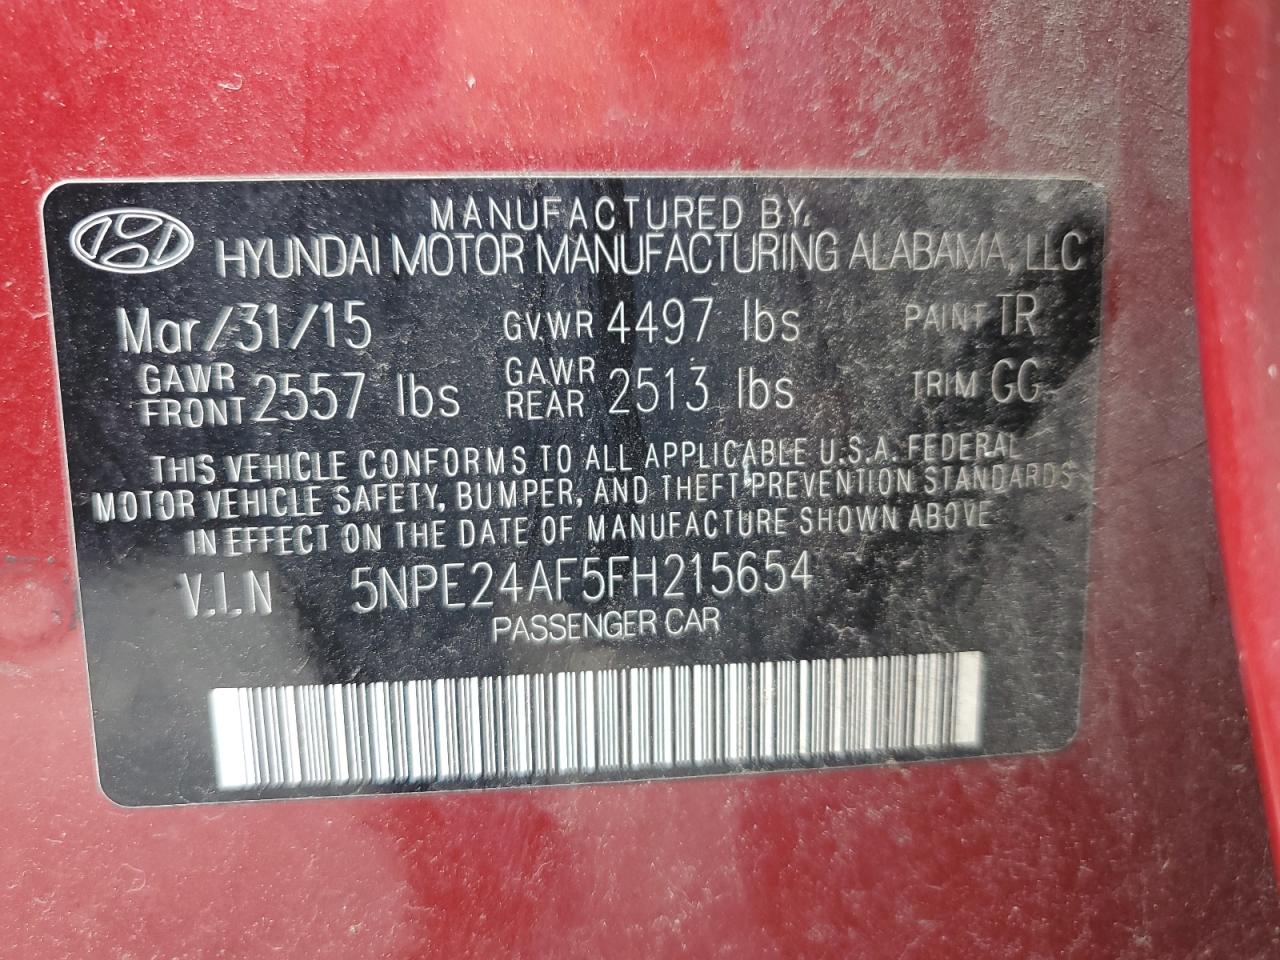 MANUFACTURED BY.
HYUNDAI MOTOR MANUFACTURING ALABAMA, LLC
Mar/31/15 GVWR 4497 lbs PAINT TR
GAWR FRONT 2557 lbs GAWR REAR 2513 lbs TRIM GG
THIS VEHICLE CONFORMS TO ALL APPLICABLE U.S.A. FEDERAL
MOTOR VEHICLE SAFETY, BUMPER, AND THEFT PREVENTION STANDARDS
IN EFFECT ON THE DATE OF MANUFACTURE SHOWN ABOVE
V.I.N 5NPE24AF5FH215654
PASSENGER CAR